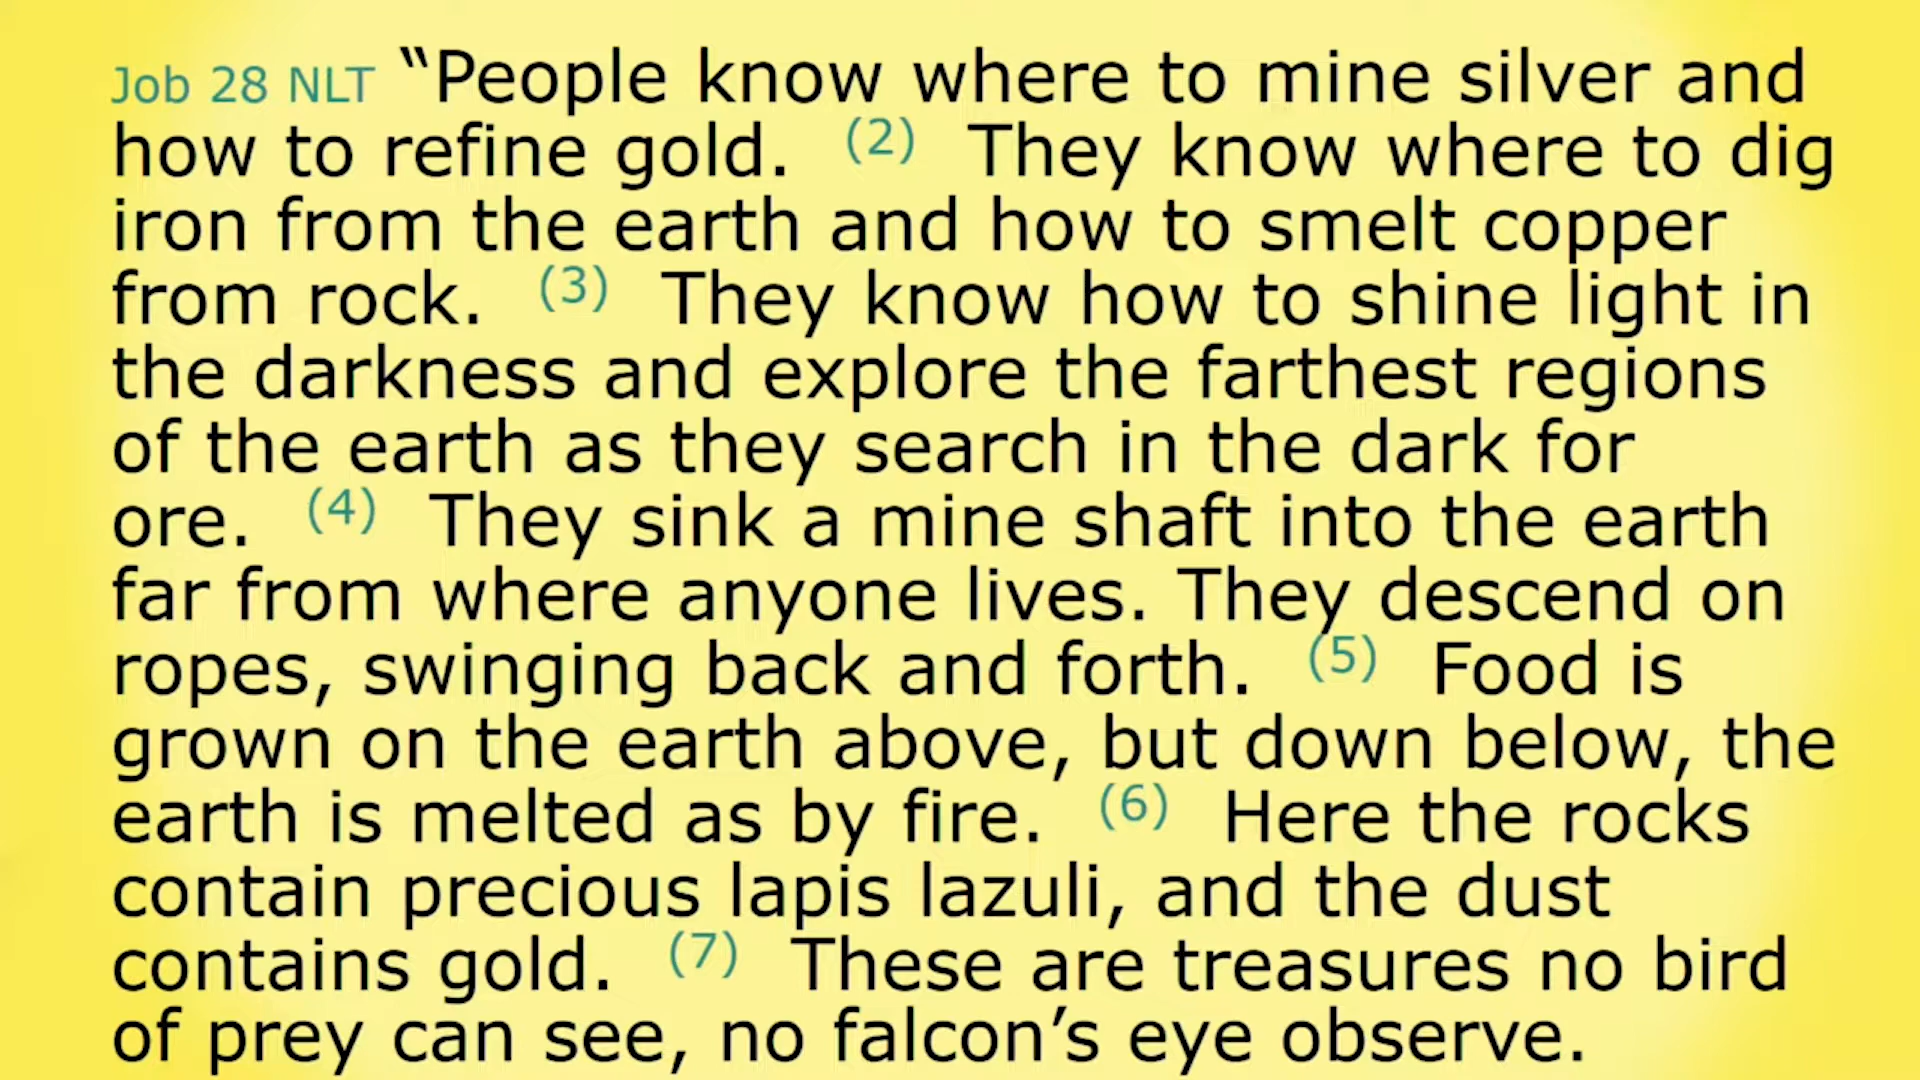 Job 28 NLT “People know where to mine silver and
how to refine gold. (2) They know where to dig
iron from the earth and how to smelt copper
from rock. (3) They know how to shine light in
the darkness and explore the farthest regions
of the earth as they search in the dark for
ore. (4) They sink a mine shaft into the earth
far from where anyone lives. They descend on
ropes, swinging back and forth. (5) Food is
grown on the earth above, but down below, the
earth is melted as by fire. (6) Here the rocks
contain precious lapis lazuli, and the dust
contains gold. (7) These are treasures no bird
of prey can see, no falcon’s eye observe.